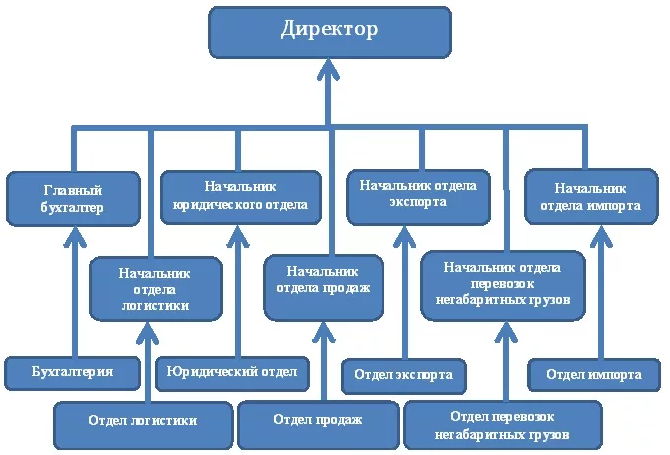 Директор
Главный
бухгалтер
Начальник
юридического отдела
Начальник отдела
экспорта
Начальник
отдела импорта
Начальник
отдела
логистики
Начальник
отдела продаж
Начальник отдела
перевозок
негабаритных грузов
Бухгалтерия
Юридический отдел
Отдел экспорта
Отдел импорта
Отдел логистики
Отдел продаж
Отдел перевозок
негабаритных грузов